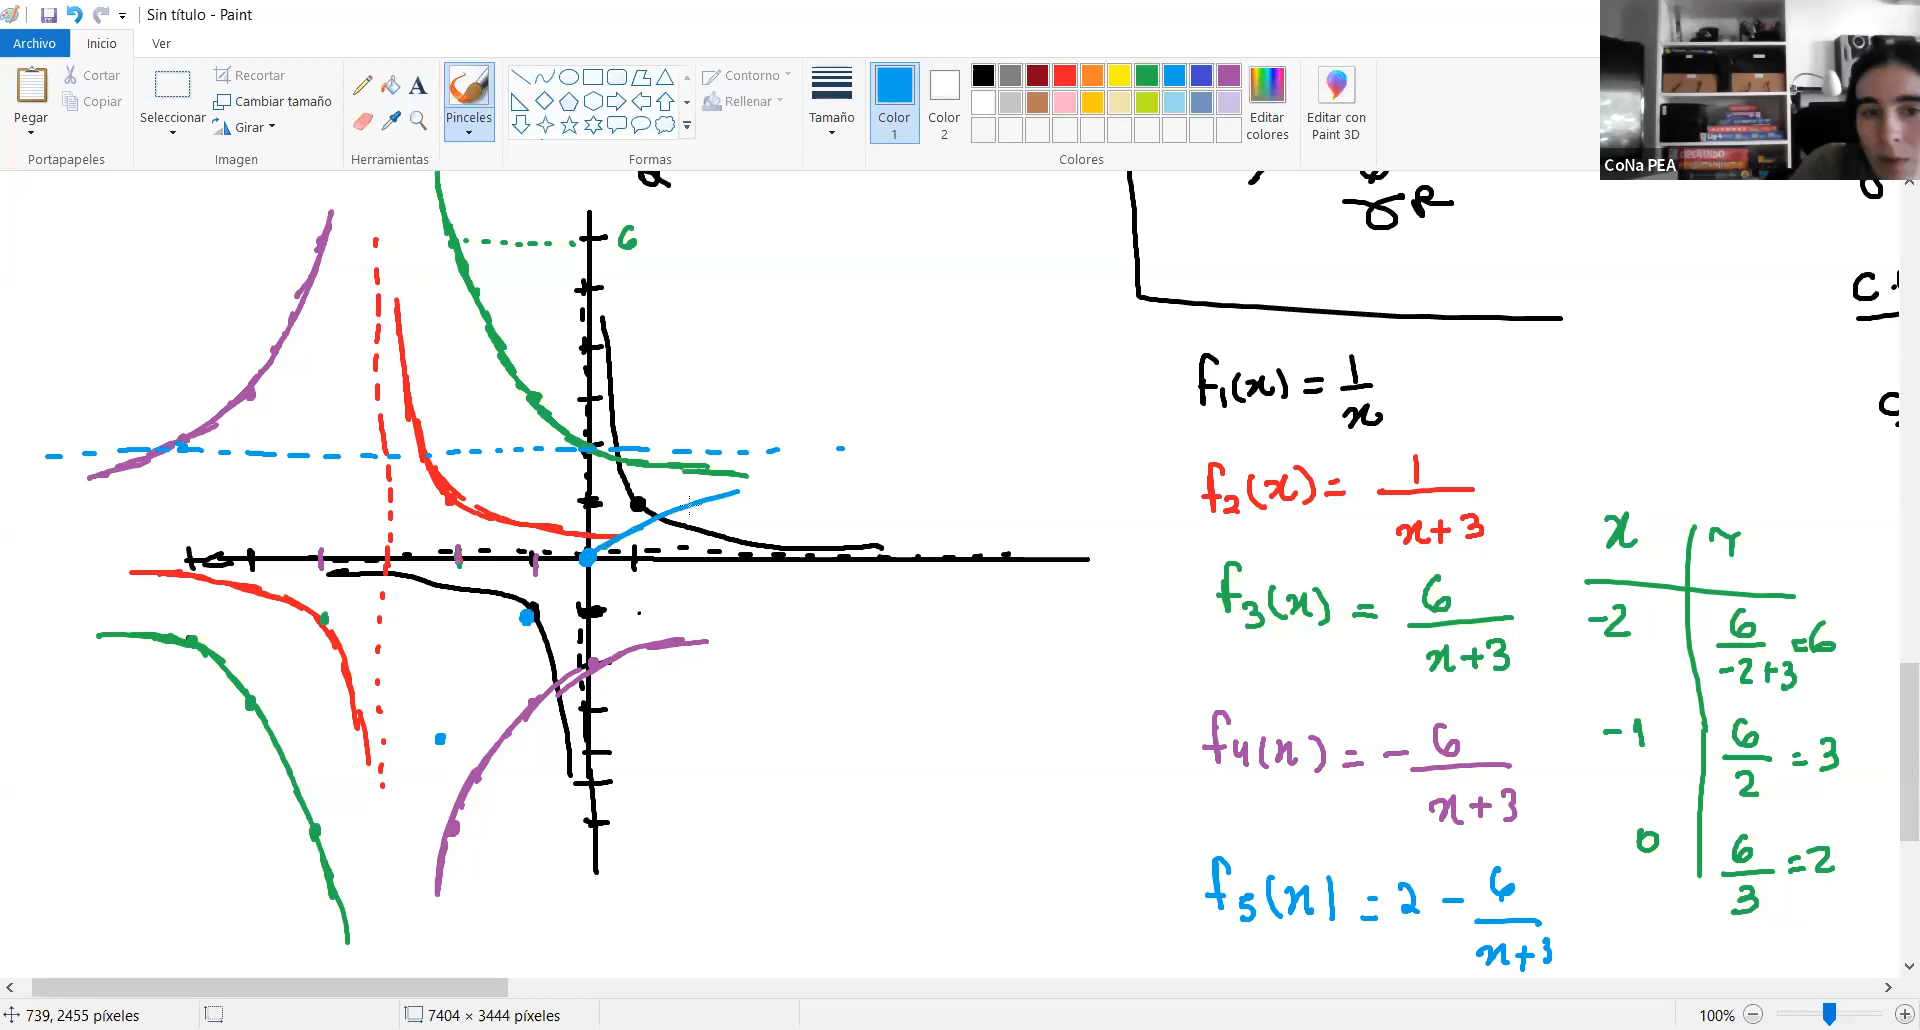 Sin título - Paint
Archivo Inicio Ver
Pegar
Cortar
Copiar
Portapapeles
Seleccionar
Recortar
Cambiar tamaño
Girar
Imagen
A
Herramientas
Pinceles
Contorno
Rellenar
Formas
Tamaño
Color 1
Color 2
Editar colores
Editar con Paint 3D
Colores
CoNa PEA
6
R
C.
f1(x) = 1/x
f2(x) = 1/(x+3)
f3(x) = 6/(x+3)
f4(x) = - 6/(x+3)
f5(x) = 2 - 6/(x+3)
x | y
-2 | 6/(-2+3) = 6
-1 | 6/2 = 3
0 | 6/3 = 2
739, 2455 píxeles
7404 × 3444 píxeles
100%